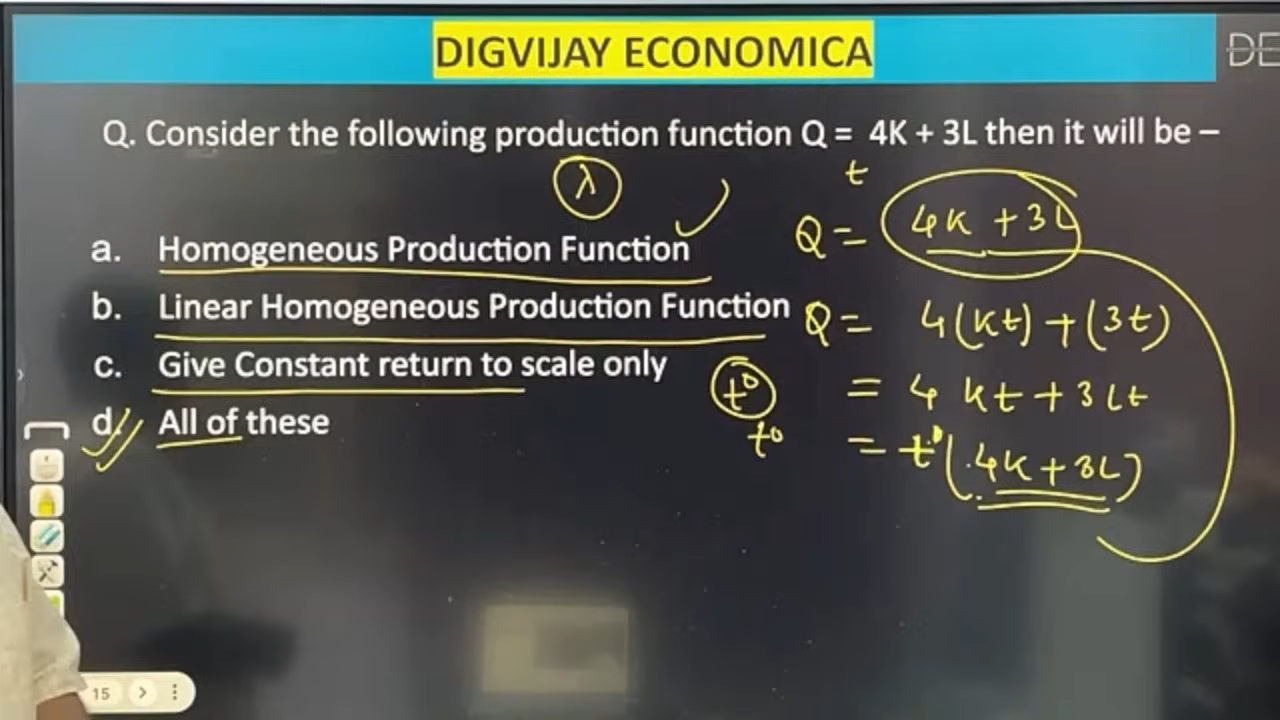 DIGVIJAY ECONOMICA
DE
Q. Consider the following production function Q = 4K + 3L then it will be –
λ
t
Q = 4K + 3L
a. Homogeneous Production Function
b. Linear Homogeneous Production Function
Q = 4(Kt) + (3t)
c. Give Constant return to scale only
t⁰
= 4 Kt + 3Lt
d. All of these
t⁰
= t (4K + 3L)
15